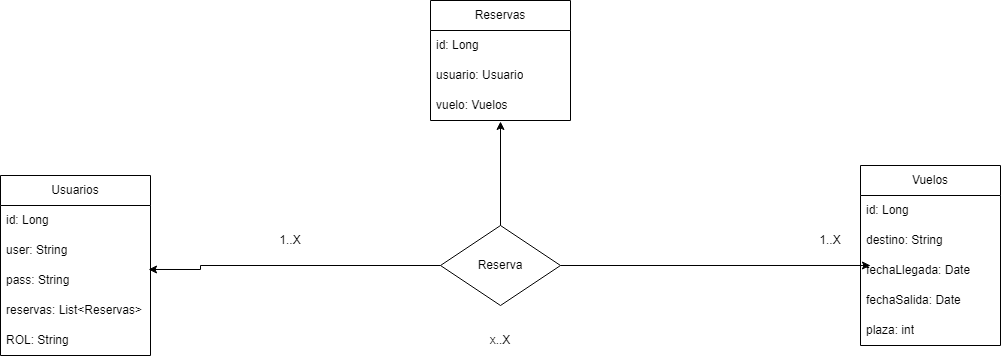 Reservas
id: Long
usuario: Usuario
vuelo: Vuelos
Usuarios
id: Long
user: String
pass: String
reservas: List<Reservas>
ROL: String
1..X
Reserva
x..X
1..X
Vuelos
id: Long
destino: String
fechaLlegada: Date
fechaSalida: Date
plaza: int